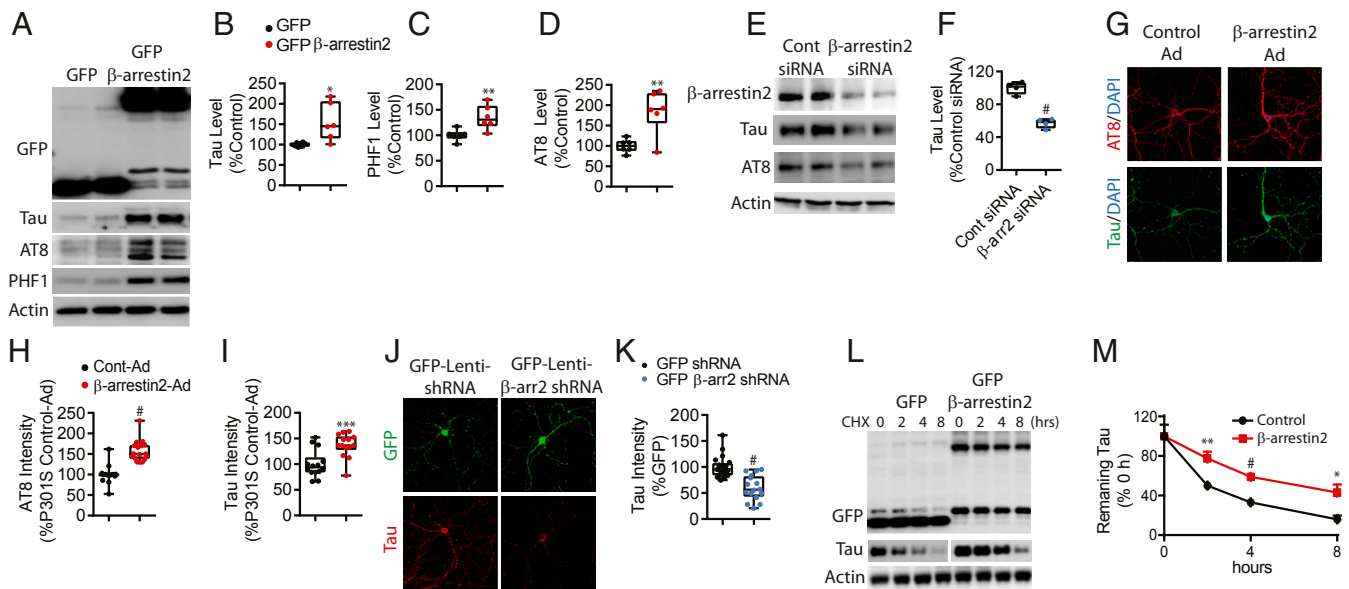 A
GFP
GFP β-arrestin2
GFP
Tau
AT8
PHF1
Actin
B
GFP
GFP β-arrestin2
Tau Level
(%Control)
250
200
150
100
50
0
*
C
PHF1 Level
(%Control)
250
200
150
100
50
0
**
D
AT8 Level
(%Control)
250
200
150
100
50
0
**
E
Cont β-arrestin2
siRNA siRNA
β-arrestin2
Tau
AT8
Actin
F
Tau Level
(%Control siRNA)
120
80
40
0
#
Cont siRNA
β-arr2 siRNA
G
Control
Ad
β-arrestin2
Ad
AT8/DAPI
Tau/DAPI
H
Cont-Ad
β-arrestin2-Ad
AT8 Intensity
(%P301S Control-Ad)
250
200
150
100
50
0
#
I
Tau Intensity
(%P301S Control-Ad)
200
150
100
50
0
***
J
GFP-Lenti-
shRNA
GFP-Lenti-
β-arr2 shRNA
GFP
Tau
K
GFP shRNA
GFP β-arr2 shRNA
Tau Intensity
(%GFP)
200
150
100
50
0
#
L
GFP
GFP
β-arrestin2
CHX 0 2 4 8 0 2 4 8 (hrs)
GFP
Tau
Actin
M
Control
β-arrestin2
Remaning Tau
(% 0 h)
150
100
50
0
**
#
*
0 4 8
hours